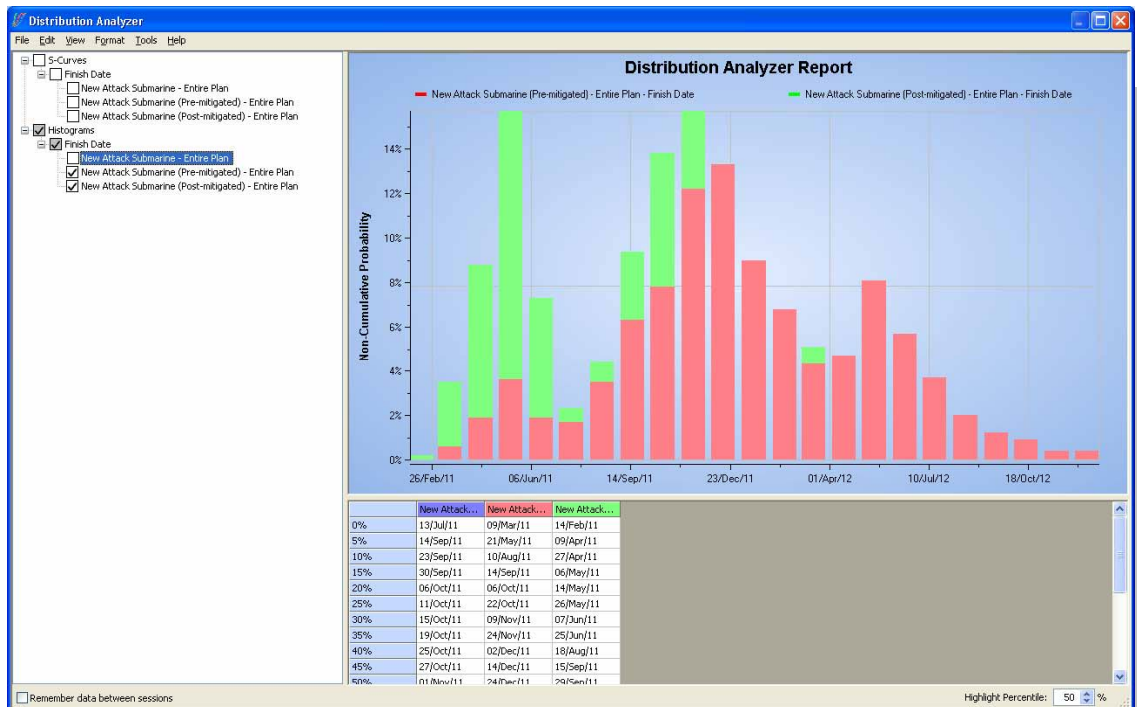 Distribution Analyzer
File Edit View Format Tools Help
S-Curves
Finish Date
New Attack Submarine - Entire Plan
New Attack Submarine (Pre-mitigated) - Entire Plan
New Attack Submarine (Post-mitigated) - Entire Plan
Histograms
Finish Date
New Attack Submarine - Entire Plan
New Attack Submarine (Pre-mitigated) - Entire Plan
New Attack Submarine (Post-mitigated) - Entire Plan
Distribution Analyzer Report
New Attack Submarine (Pre-mitigated) - Entire Plan - Finish Date New Attack Submarine (Post-mitigated) - Entire Plan - Finish Date
Non-Cumulative Probability
14%
12%
10%
8%
6%
4%
2%
0%
26/Feb/11 06/Jun/11 14/Sep/11 23/Dec/11 01/Apr/12 10/Jul/12 18/Oct/12
New Attack... New Attack... New Attack...
0% 13/Jul/11 09/Mar/11 14/Feb/11
5% 14/Sep/11 21/May/11 09/Apr/11
10% 23/Sep/11 10/Aug/11 27/Apr/11
15% 30/Sep/11 14/Sep/11 06/May/11
20% 06/Oct/11 06/Oct/11 14/May/11
25% 11/Oct/11 22/Oct/11 26/May/11
30% 15/Oct/11 09/Nov/11 07/Jun/11
35% 19/Oct/11 24/Nov/11 25/Jun/11
40% 25/Oct/11 02/Dec/11 18/Aug/11
45% 27/Oct/11 14/Dec/11 15/Sep/11
50% 01/Nov/11 24/Dec/11 29/Sep/11
Remember data between sessions
Highlight Percentile: 50 %